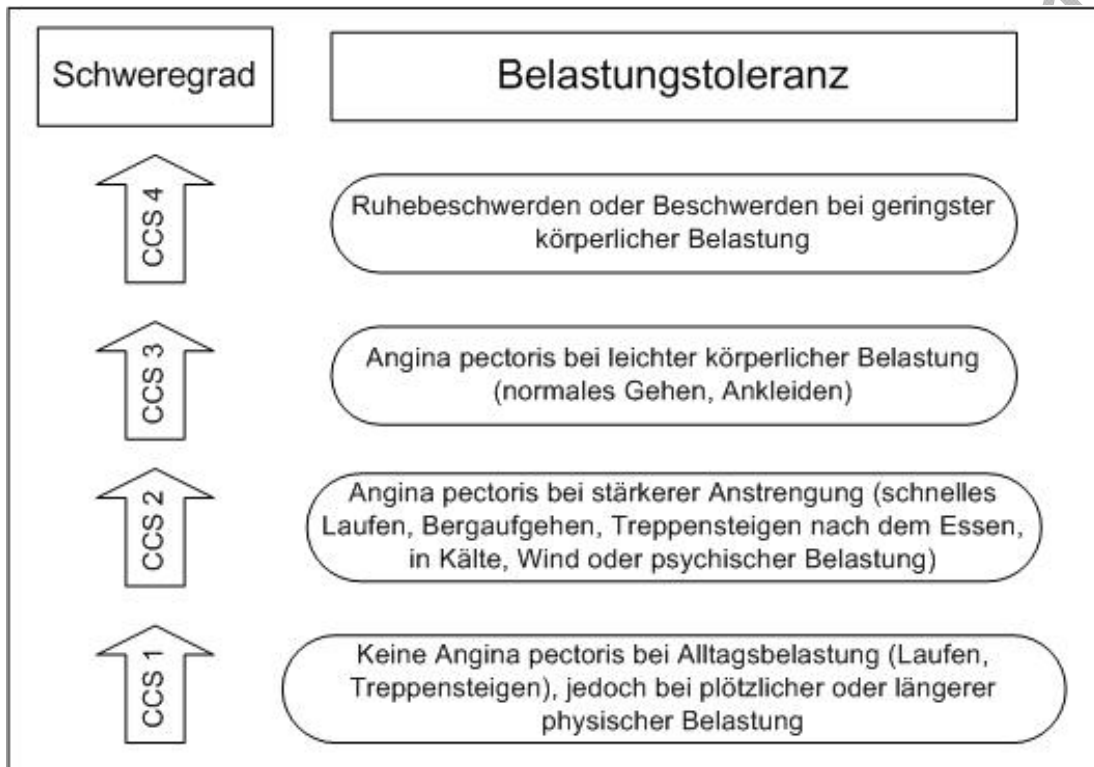 Schweregrad
Belastungstoleranz
CCS 4
Ruhebeschwerden oder Beschwerden bei geringster
körperlicher Belastung
CCS 3
Angina pectoris bei leichter körperlicher Belastung
(normales Gehen, Ankleiden)
CCS 2
Angina pectoris bei stärkerer Anstrengung (schnelles
Laufen, Bergaufgehen, Treppensteigen nach dem Essen,
in Kälte, Wind oder psychischer Belastung)
CCS 1
Keine Angina pectoris bei Alltagsbelastung (Laufen,
Treppensteigen), jedoch bei plötzlicher oder längerer
physischer Belastung